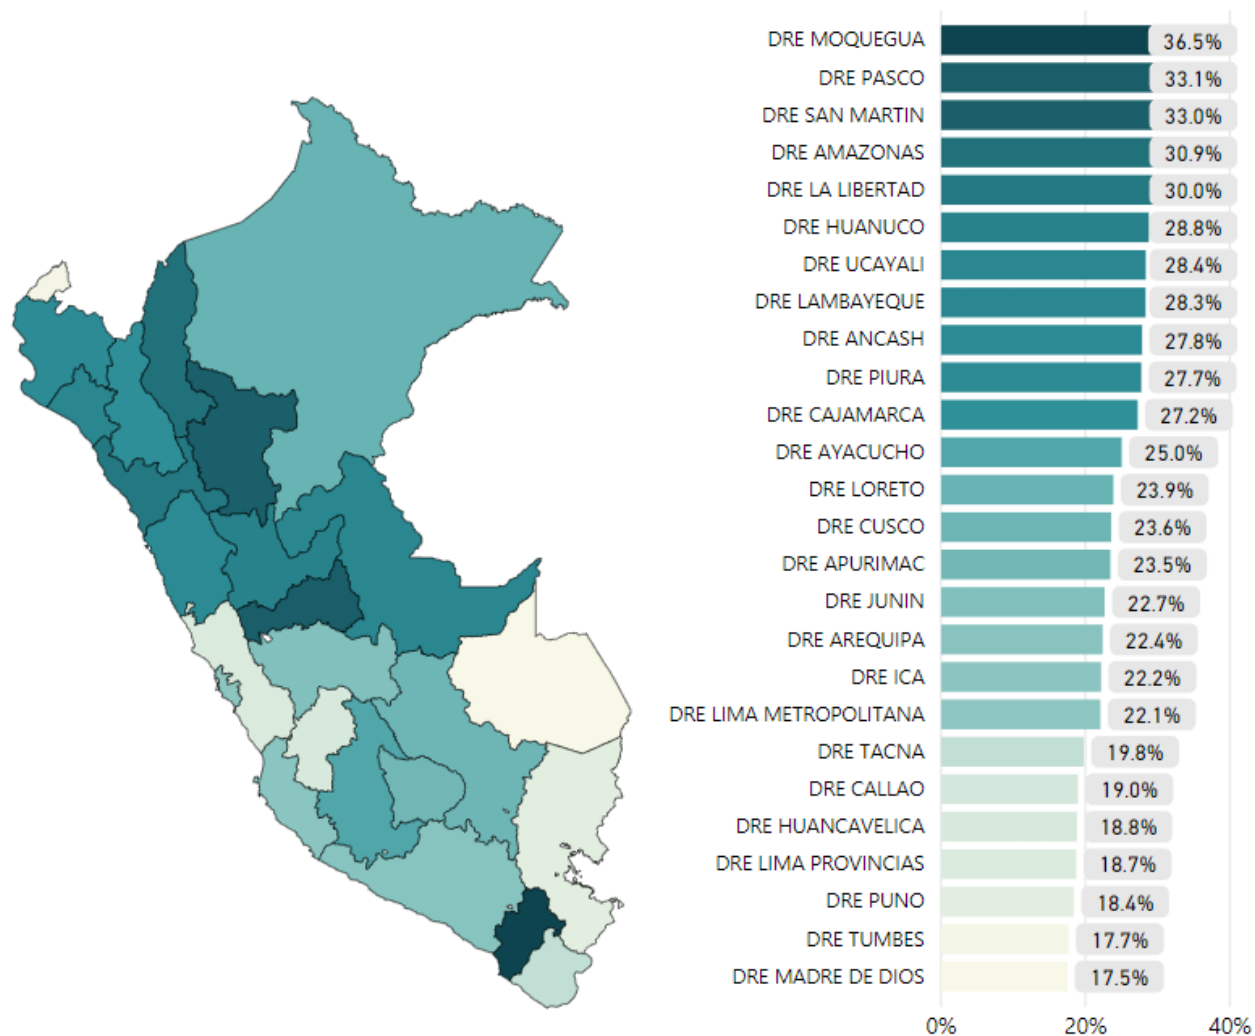 DRE MOQUEGUA 36.5%
DRE PASCO 33.1%
DRE SAN MARTIN 33.0%
DRE AMAZONAS 30.9%
DRE LA LIBERTAD 30.0%
DRE HUANUCO 28.8%
DRE UCAYALI 28.4%
DRE LAMBAYEQUE 28.3%
DRE ANCASH 27.8%
DRE PIURA 27.7%
DRE CAJAMARCA 27.2%
DRE AYACUCHO 25.0%
DRE LORETO 23.9%
DRE CUSCO 23.6%
DRE APURIMAC 23.5%
DRE JUNIN 22.7%
DRE AREQUIPA 22.4%
DRE ICA 22.2%
DRE LIMA METROPOLITANA 22.1%
DRE TACNA 19.8%
DRE CALLAO 19.0%
DRE HUANCAVELICA 18.8%
DRE LIMA PROVINCIAS 18.7%
DRE PUNO 18.4%
DRE TUMBES 17.7%
DRE MADRE DE DIOS 17.5%
0% 20% 40%